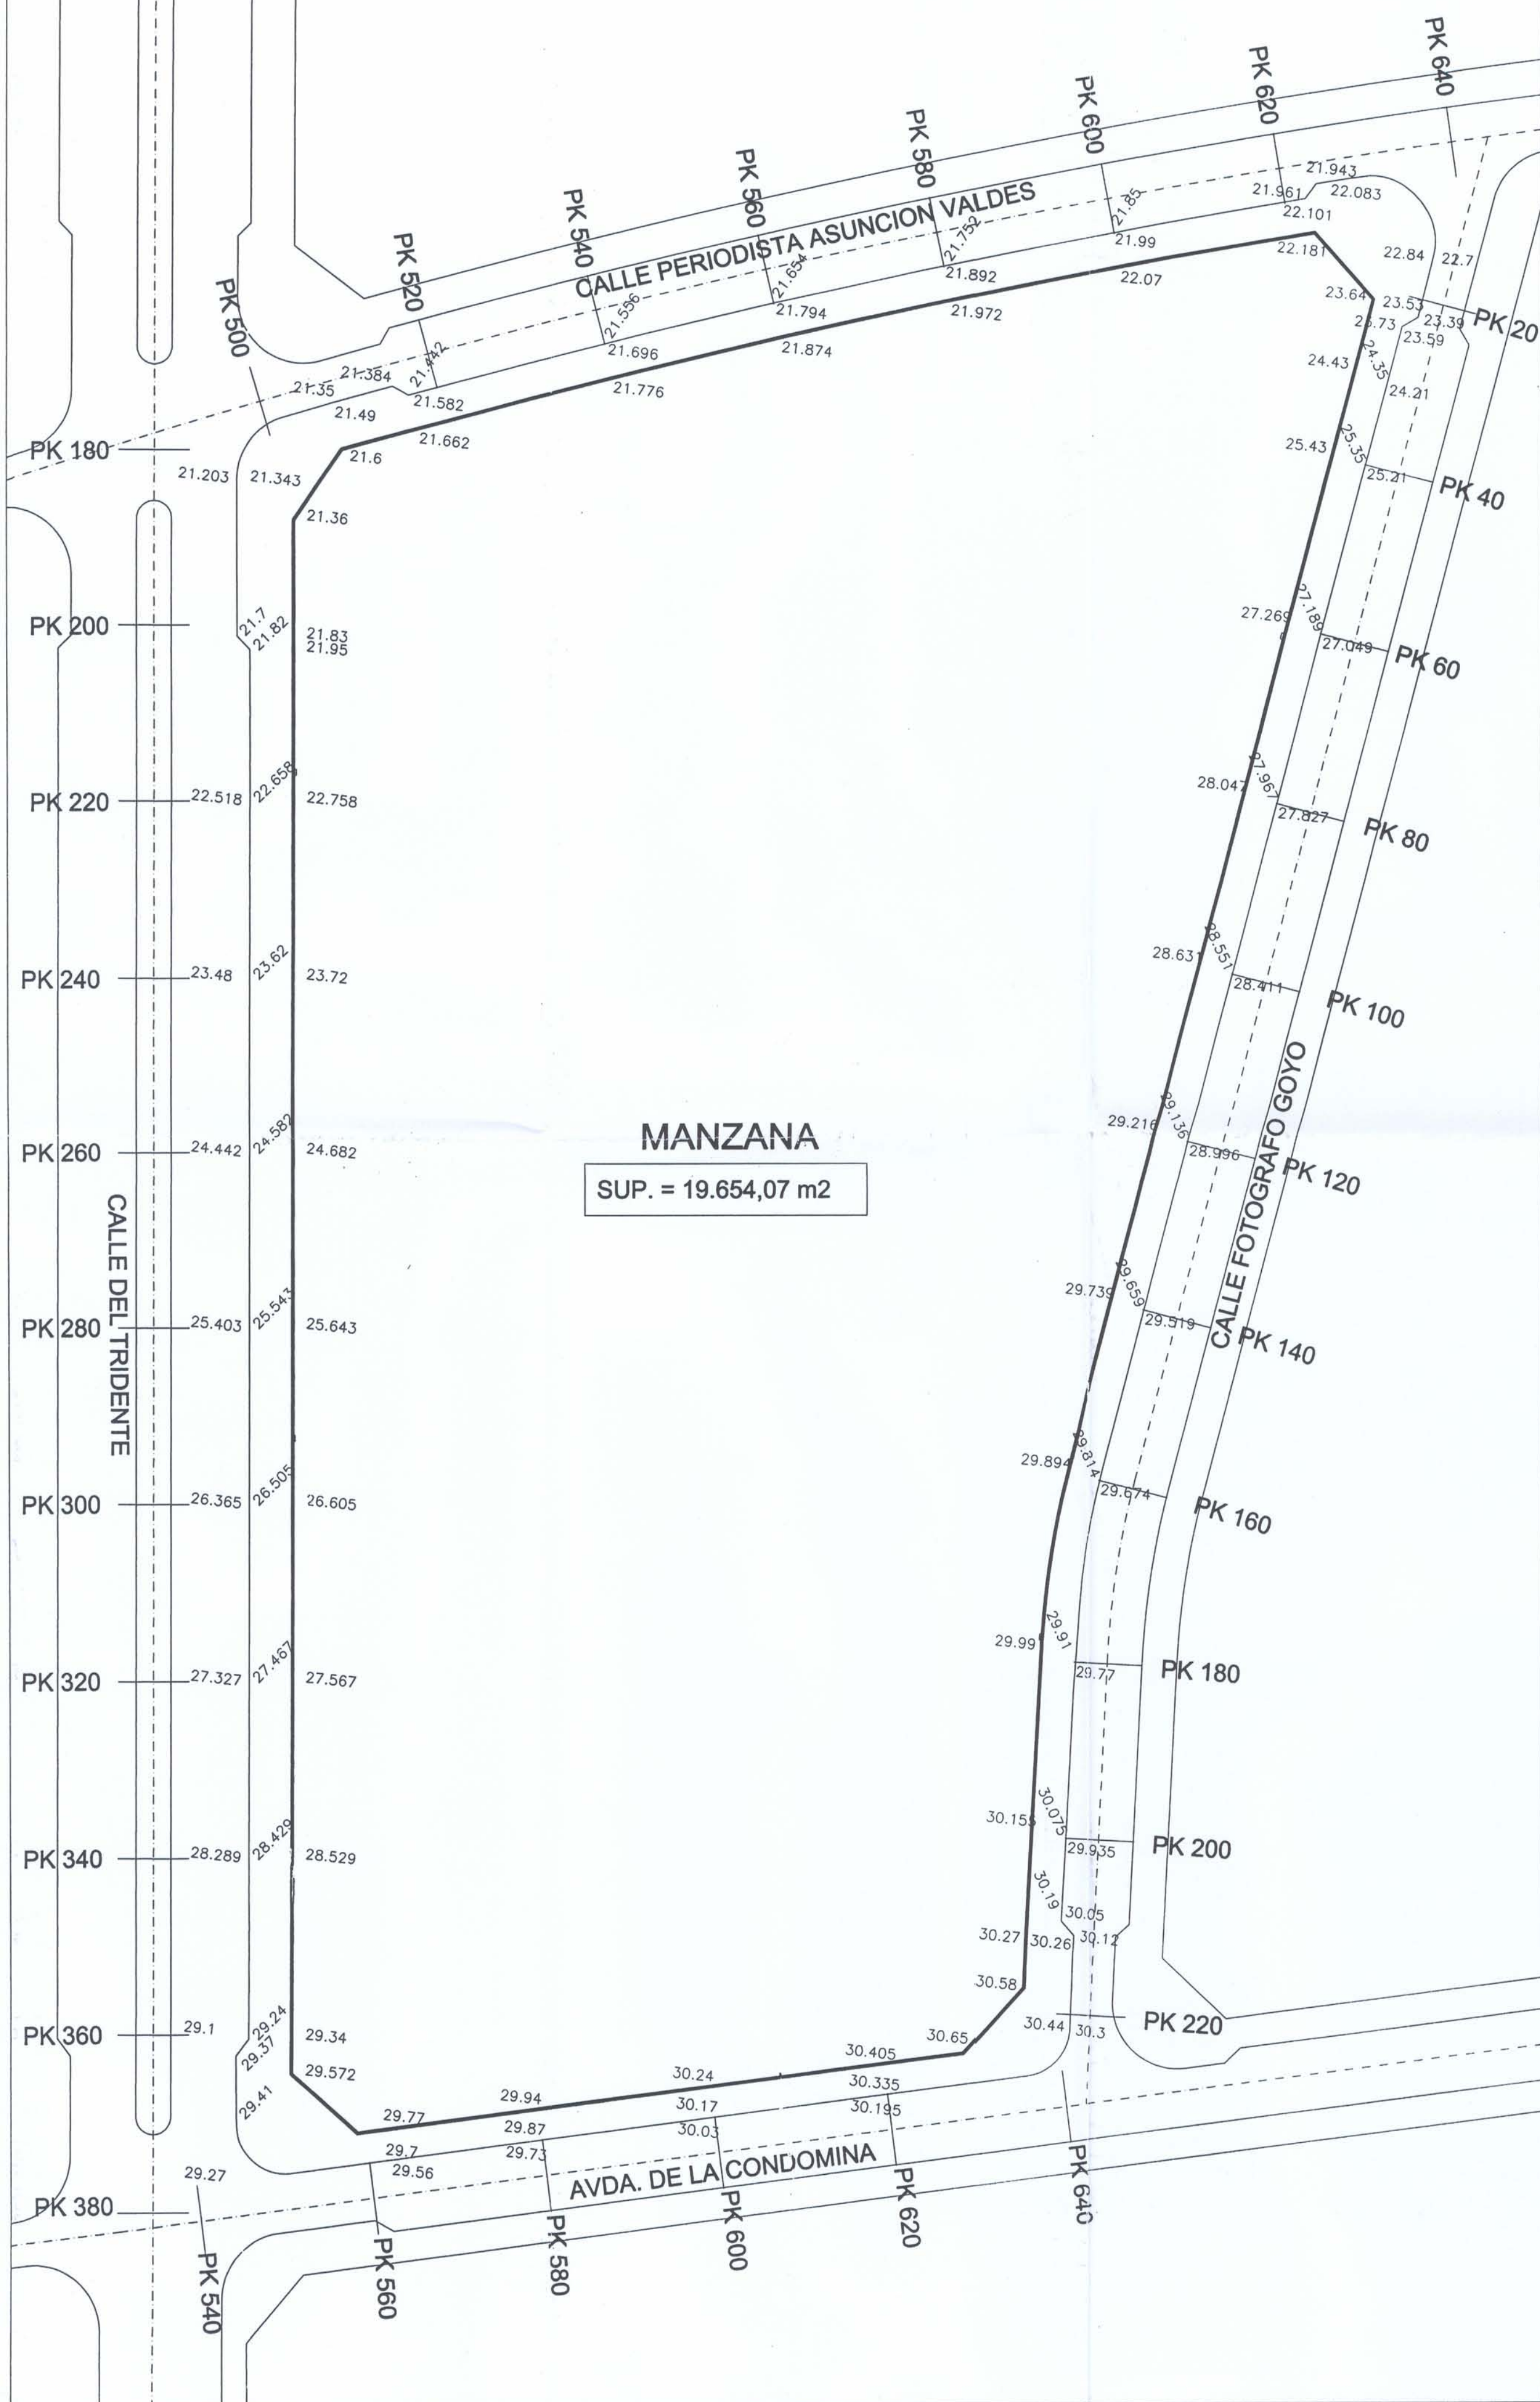 PK 500
PK 520
PK 540
PK 560
PK 580
PK 600
PK 620
PK 640
CALLE PERIODISTA ASUNCION VALDES
21.35
21.384
21.442
21.556
21.654
21.752
21.85
21.961
21.943
21.49
21.582
21.696
21.794
21.892
21.99
22.101
22.083
21.6
21.662
21.776
21.874
21.972
22.07
22.181
22.84
22.7
23.64
23.53
23.39
23.59
24.43
24.35
24.21
25.43
25.35
25.21
27.269
27.189
27.049
28.047
27.967
27.827
28.631
28.551
28.411
29.216
29.136
28.996
29.739
29.659
29.519
29.894
29.814
29.674
29.99
29.91
29.77
30.155
30.075
29.935
30.19
30.05
30.27
30.26
30.12
30.58
30.44
30.3
PK 20
PK 40
PK 60
PK 80
PK 100
PK 120
PK 140
PK 160
PK 180
PK 200
PK 220
CALLE FOTOGRAFO GOYO
MANZANA
SUP. = 19.654,07 m2
PK 180
21.203
21.343
21.36
PK 200
21.7
21.82
21.83
21.95
PK 220
22.518
22.658
22.758
PK 240
23.48
23.62
23.72
PK 260
24.442
24.582
24.682
PK 280
25.403
25.543
25.643
PK 300
26.365
26.505
26.605
PK 320
27.327
27.467
27.567
PK 340
28.289
28.429
28.529
PK 360
29.1
29.24
29.37
29.34
29.41
29.572
PK 380
CALLE DEL TRIDENTE
29.77
29.94
30.24
30.405
30.65
29.7
29.87
30.17
30.335
29.27
29.56
29.73
30.03
30.195
AVDA. DE LA CONDOMINA
PK 540
PK 560
PK 580
PK 600
PK 620
PK 640